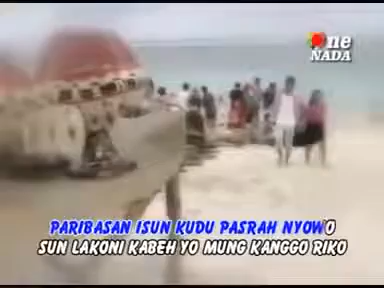 One
NADA
PARIBASAN ISUN KUDU PASRAH NYOWO
SUN LAKONI KABEH YO MUNG KANGGO RIKO